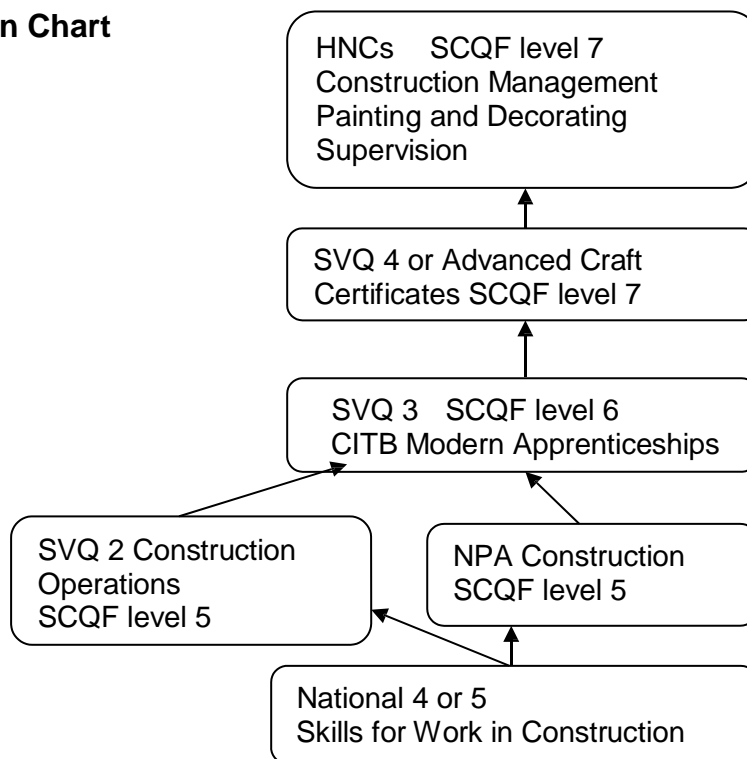 n Chart
HNCs SCQF level 7
Construction Management
Painting and Decorating
Supervision
SVQ 4 or Advanced Craft
Certificates SCQF level 7
SVQ 3 SCQF level 6
CITB Modern Apprenticeships
SVQ 2 Construction
Operations
SCQF level 5
NPA Construction
SCQF level 5
National 4 or 5
Skills for Work in Construction